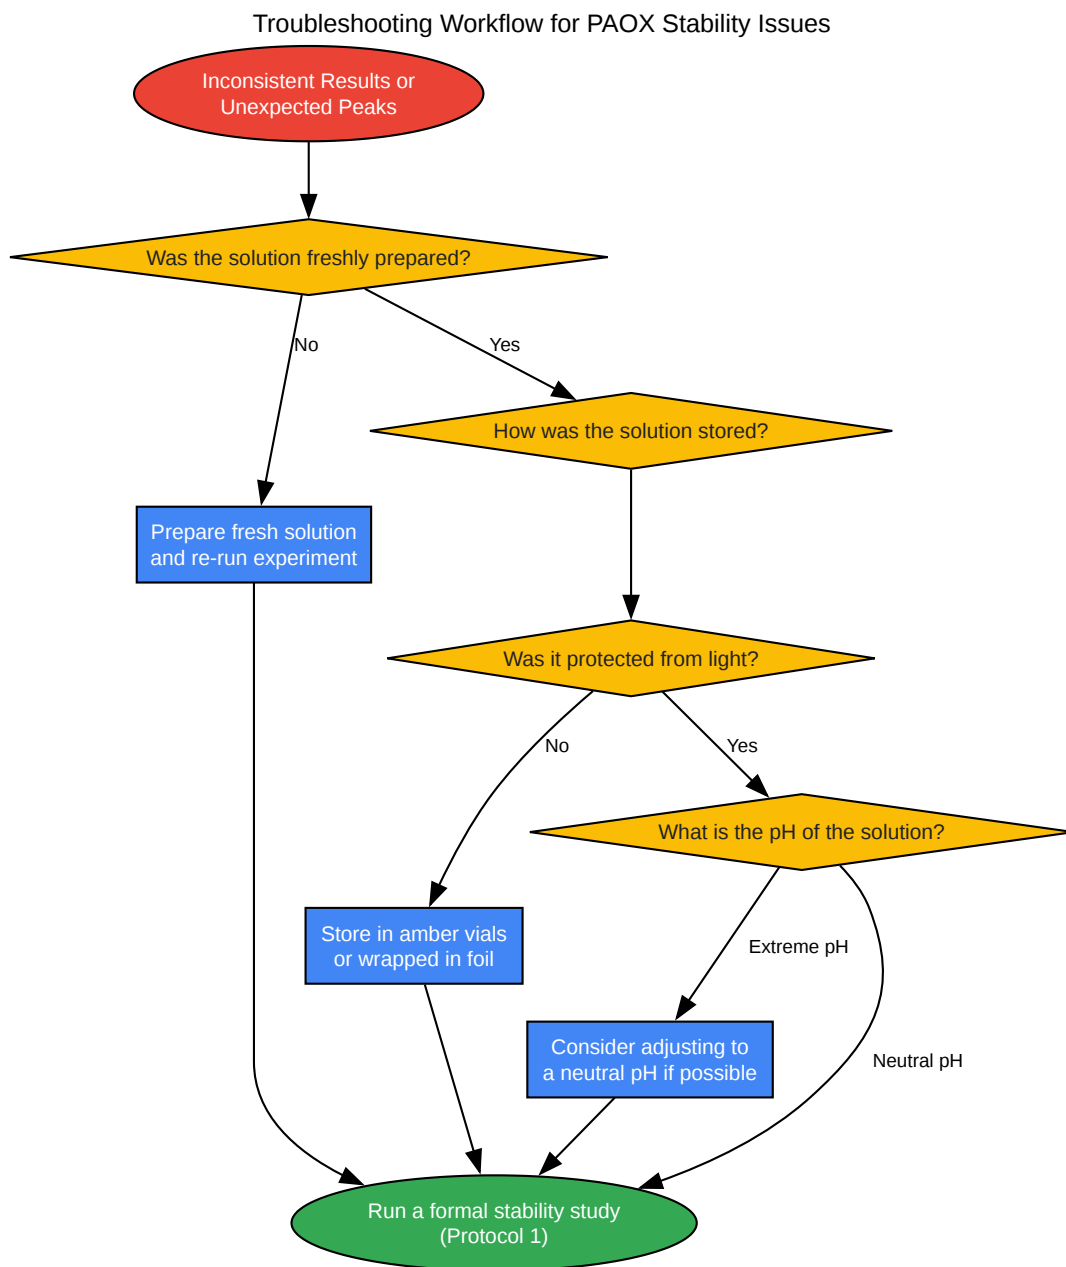 Troubleshooting Workflow for PAOX Stability Issues
Inconsistent Results or
Unexpected Peaks
Was the solution freshly prepared?
No
Yes
How was the solution stored?
Prepare fresh solution
and re-run experiment
Was it protected from light?
No
Yes
What is the pH of the solution?
Store in amber vials
or wrapped in foil
Extreme pH
Consider adjusting to
a neutral pH if possible
Neutral pH
Run a formal stability study
(Protocol 1)